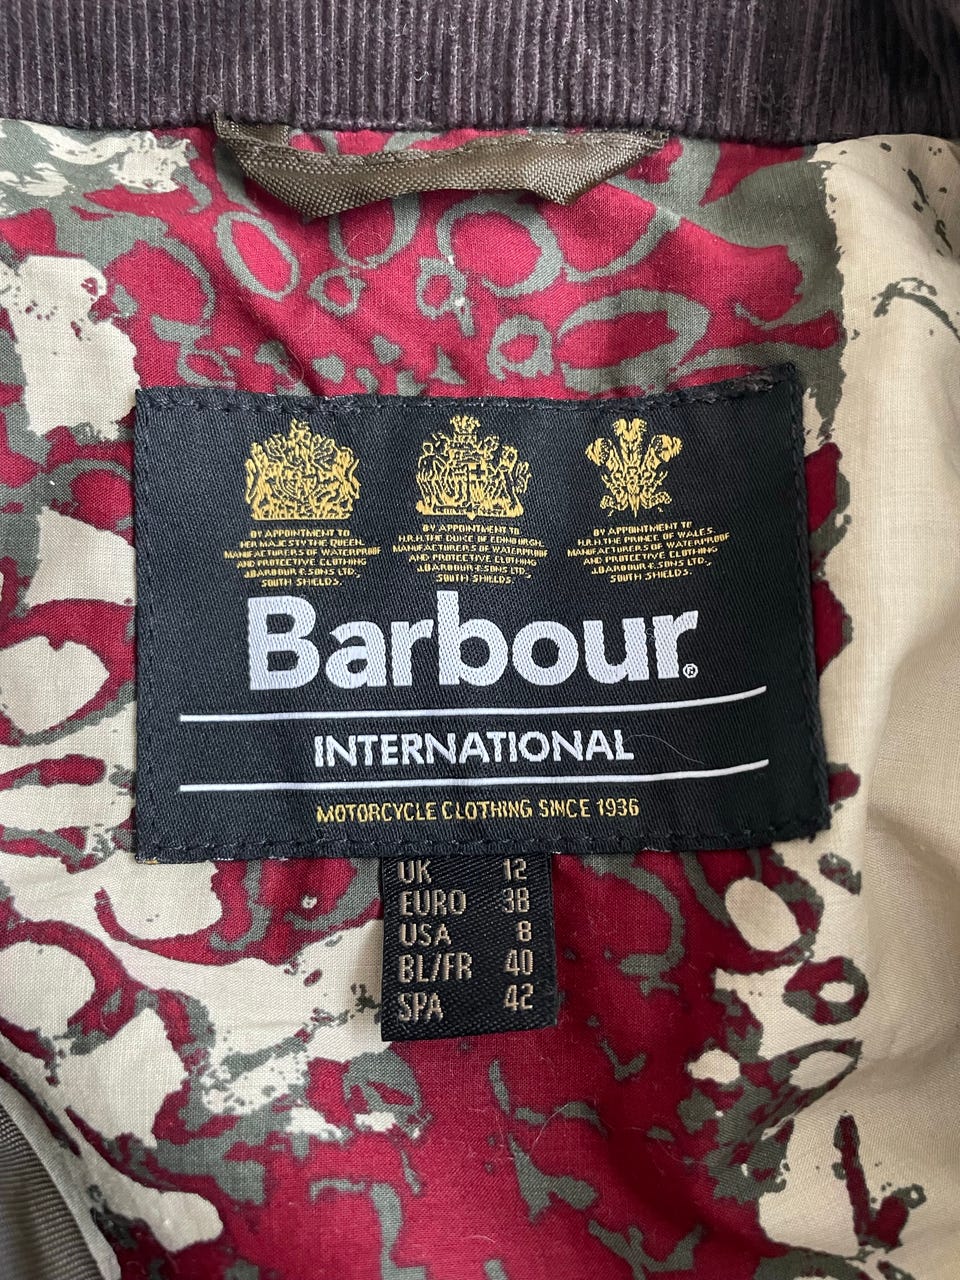 BY APPOINTMENT TO
HER MAJESTY THE QUEEN.
MANUFACTURERS OF WATERPROOF
AND PROTECTIVE CLOTHING
J.BARBOUR & SONS LTD.,
SOUTH SHIELDS.
BY APPOINTMENT TO
H.R.H. THE DUKE OF EDINBURGH.
MANUFACTURERS OF WATERPROOF
AND PROTECTIVE CLOTHING
J.BARBOUR & SONS LTD.,
SOUTH SHIELDS.
BY APPOINTMENT TO
H.R.H. THE PRINCE OF WALES.
MANUFACTURERS OF WATERPROOF
AND PROTECTIVE CLOTHING
J.BARBOUR & SONS LTD.,
SOUTH SHIELDS.
Barbour®
INTERNATIONAL
MOTORCYCLE CLOTHING SINCE 1936
UK 12
EURO 38
USA 8
BL/FR 40
SPA 42